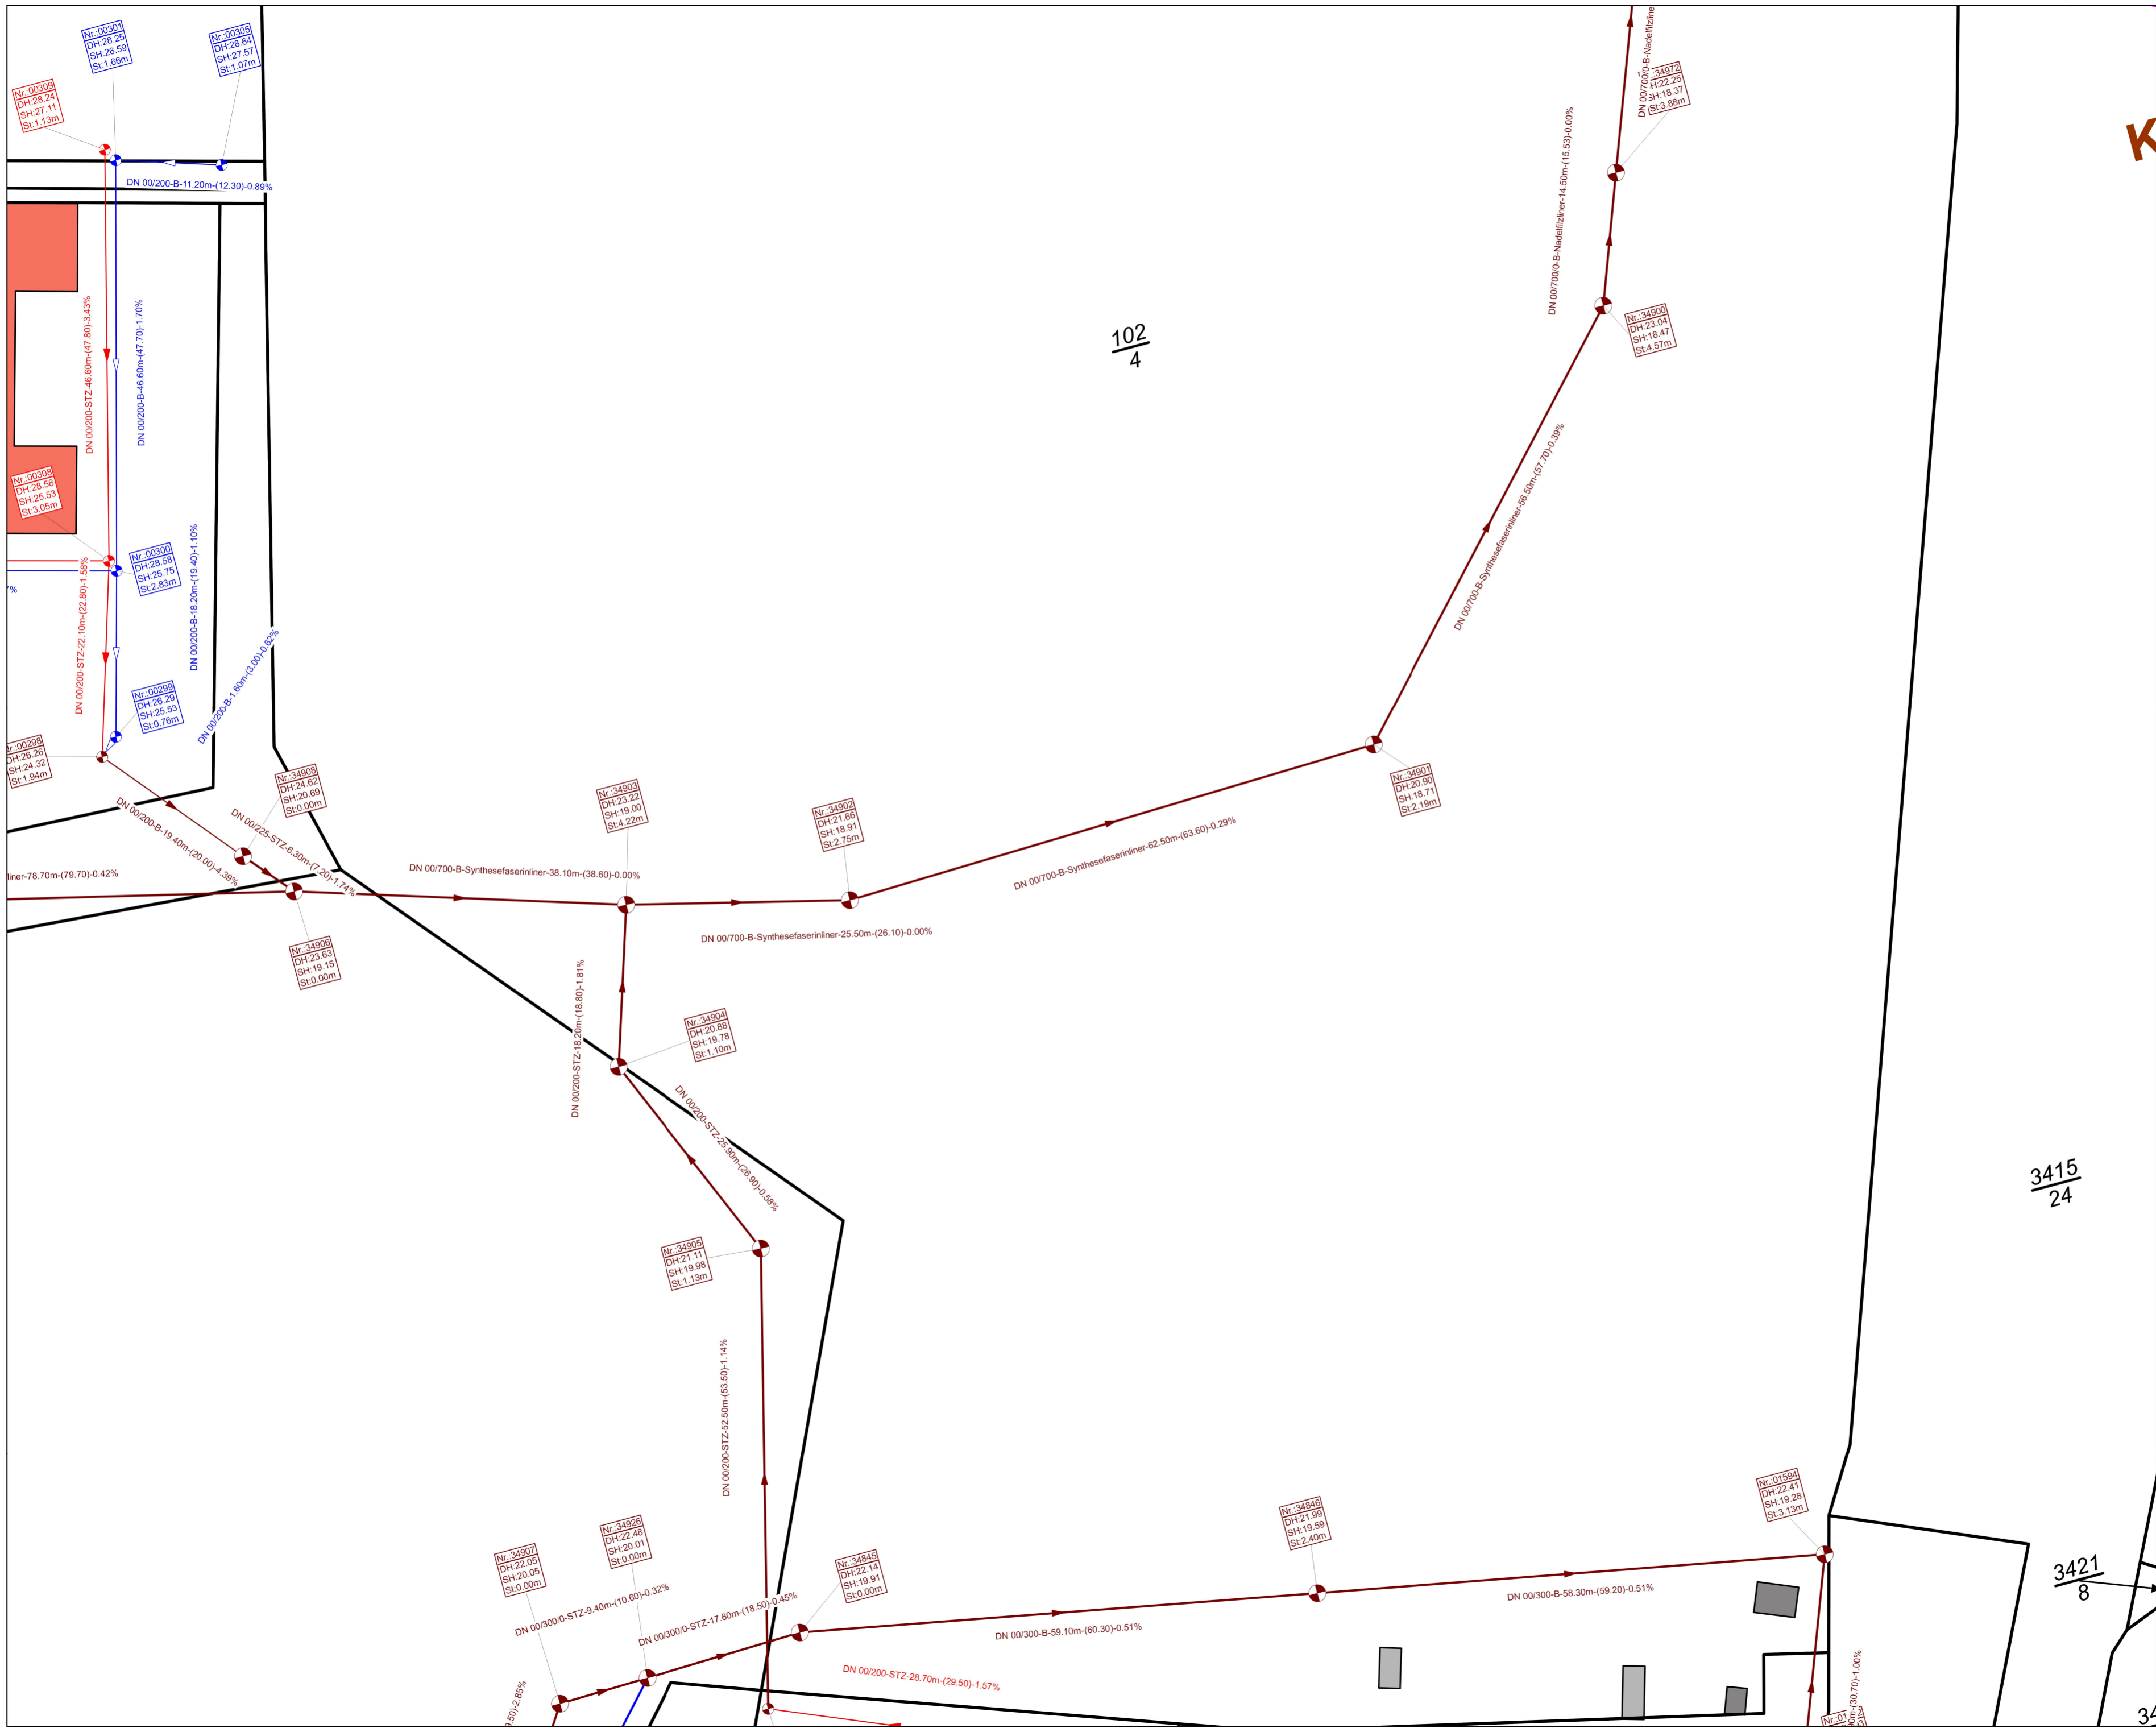 Nr.:00301
DH:28.25
SH:26.59
St:1.66m
Nr.:00305
DH:28.64
SH:27.57
St:1.07m
Nr.:00309
DH:28.24
SH:27.11
St:1.13m
DN 00/200-B-11.20m-(12.30)-0.89%
DN 00/200-STZ-46.60m-(47.80)-3.43%
DN 00/200-B-46.60m-(47.70)-1.70%
Nr.:00308
DH:28.58
SH:25.53
St:3.05m
Nr.:00300
DH:28.58
SH:25.75
St:2.83m
DN 00/200-STZ-22.10m-(22.80)-1.58%
DN 00/200-B-18.20m-(19.40)-1.10%
%
Nr.:00299
DH:26.29
SH:25.53
St:0.76m
DN 00/200-B-1.60m-(3.00)-0.62%
Nr.:00298
DH:26.26
SH:24.32
St:1.94m
Nr.:34908
DH:24.62
SH:20.69
St:0.00m
DN 00/200-B-19.40m-(20.00)-4.39%
DN 00/225-STZ-6.30m-(7.20)-1.74%
liner-78.70m-(79.70)-0.42%
Nr.:34906
DH:23.63
SH:19.15
St:0.00m
DN 00/700-B-Synthesefaserinliner-38.10m-(38.60)-0.00%
Nr.:34903
DH:23.22
SH:19.00
St:4.22m
Nr.:34902
DH:21.66
SH:18.91
St:2.75m
DN 00/700-B-Synthesefaserinliner-25.50m-(26.10)-0.00%
DN 00/700-B-Synthesefaserinliner-62.50m-(63.60)-0.29%
Nr.:34901
DH:20.90
SH:18.71
St:2.19m
DN 00/700-B-Synthesefaserinliner-56.50m-(57.70)-0.39%
Nr.:34900
DH:23.04
SH:18.47
St:4.57m
DN 00/700/0-B-Nadelfilzliner-14.50m-(15.53)-0.00%
DN 00/700/0-B-Nadelfilzliner
:34972
H:22.25
SH:18.37
St:3.88m
K
102
4
DN 00/200-STZ-18.20m-(18.80)-1.81%
Nr.:34904
DH:20.88
SH:19.78
St:1.10m
DN 00/200-STZ-25.90m-(26.90)-0.58%
Nr.:34905
DH:21.11
SH:19.98
St:1.13m
DN 00/200-STZ-52.50m-(53.50)-1.14%
3415
24
Nr.:34907
DH:22.05
SH:20.05
St:0.00m
Nr.:34926
DH:22.48
SH:20.01
St:0.00m
Nr.:34845
DH:22.14
SH:19.91
St:0.00m
Nr.:34846
DH:21.99
SH:19.59
St:2.40m
Nr.:01594
DH:22.41
SH:19.28
St:3.13m
DN 00/300/0-STZ-9.40m-(10.60)-0.32%
DN 00/300/0-STZ-17.60m-(18.50)-0.45%
DN 00/300-B-59.10m-(60.30)-0.51%
DN 00/300-B-58.30m-(59.20)-0.51%
3421
8
DN 00/200-STZ-28.70m-(29.50)-1.57%
9.50)-2.85%
(30.70)-1.00%
34